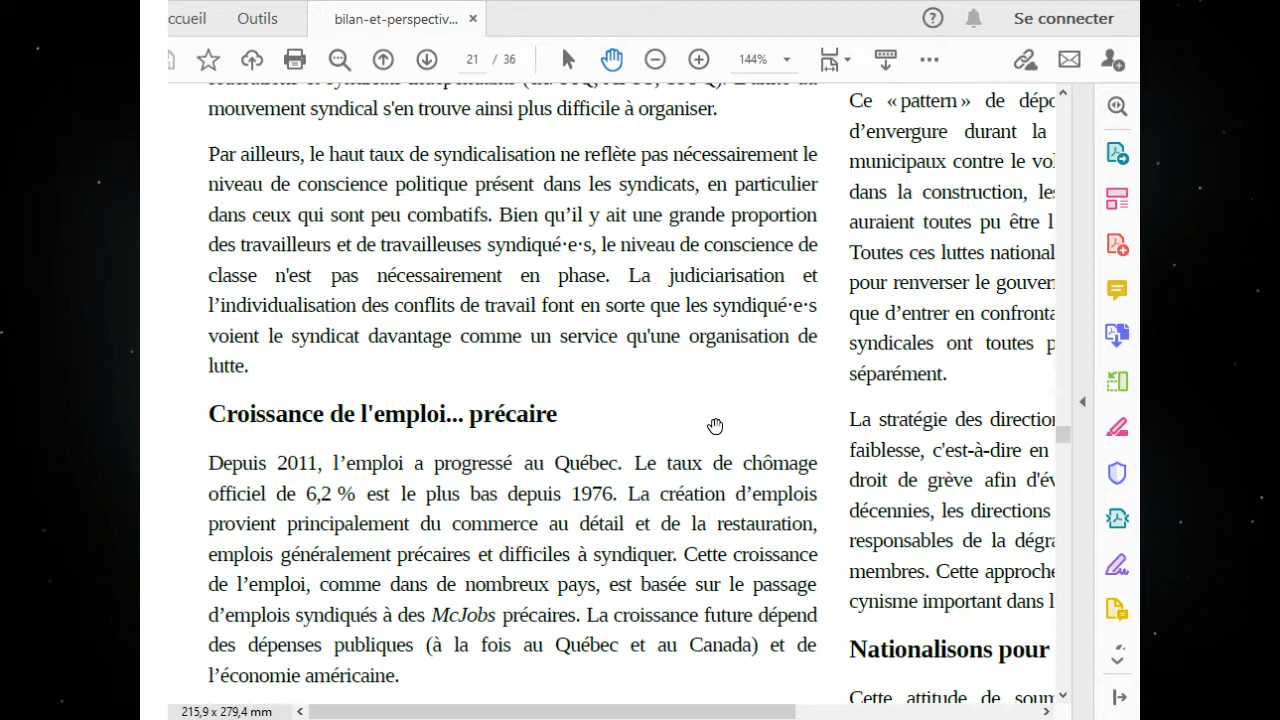 ccueil
Outils
bilan-et-perspectiv...
Se connecter
21 / 36
144%
mouvement syndical s'en trouve ainsi plus difficile à organiser.
Par ailleurs, le haut taux de syndicalisation ne reflète pas nécessairement le
niveau de conscience politique présent dans les syndicats, en particulier
dans ceux qui sont peu combatifs. Bien qu’il y ait une grande proportion
des travailleurs et de travailleuses syndiqué·e·s, le niveau de conscience de
classe n'est pas nécessairement en phase. La judiciarisation et
l’individualisation des conflits de travail font en sorte que les syndiqué·e·s
voient le syndicat davantage comme un service qu'une organisation de
lutte.
Croissance de l'emploi... précaire
Depuis 2011, l’emploi a progressé au Québec. Le taux de chômage
officiel de 6,2 % est le plus bas depuis 1976. La création d’emplois
provient principalement du commerce au détail et de la restauration,
emplois généralement précaires et difficiles à syndiquer. Cette croissance
de l’emploi, comme dans de nombreux pays, est basée sur le passage
d’emplois syndiqués à des McJobs précaires. La croissance future dépend
des dépenses publiques (à la fois au Québec et au Canada) et de
l’économie américaine.
Ce « pattern » de dépo
d’envergure durant la
municipaux contre le vol
dans la construction, les
auraient toutes pu être l
Toutes ces luttes national
pour renverser le gouver
que d’entrer en confronta
syndicales ont toutes p
séparément.
La stratégie des direction
faiblesse, c'est-à-dire en
droit de grève afin d'év
décennies, les directions
responsables de la dégra
membres. Cette approche
cynisme important dans l
Nationalisons pour
Cette attitude de soum
215,9 x 279,4 mm